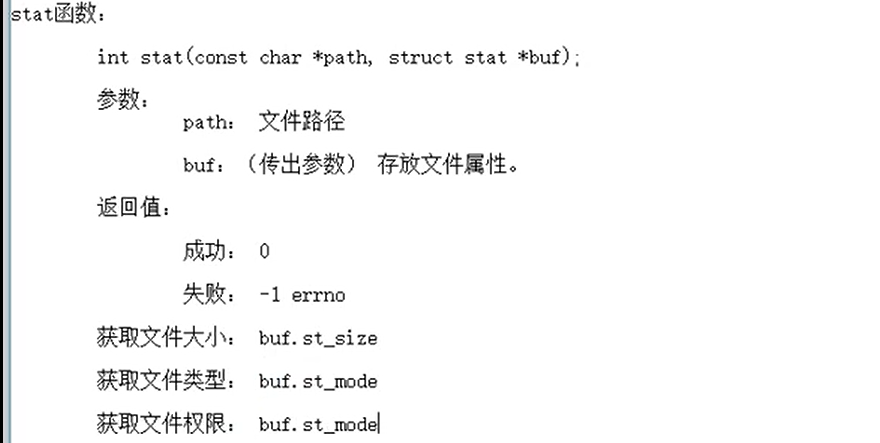 stat函数：
int stat(const char *path, struct stat *buf);
参数：
path： 文件路径
buf：（传出参数） 存放文件属性。
返回值：
成功： 0
失败： -1 errno
获取文件大小： buf.st_size
获取文件类型： buf.st_mode
获取文件权限： buf.st_mode